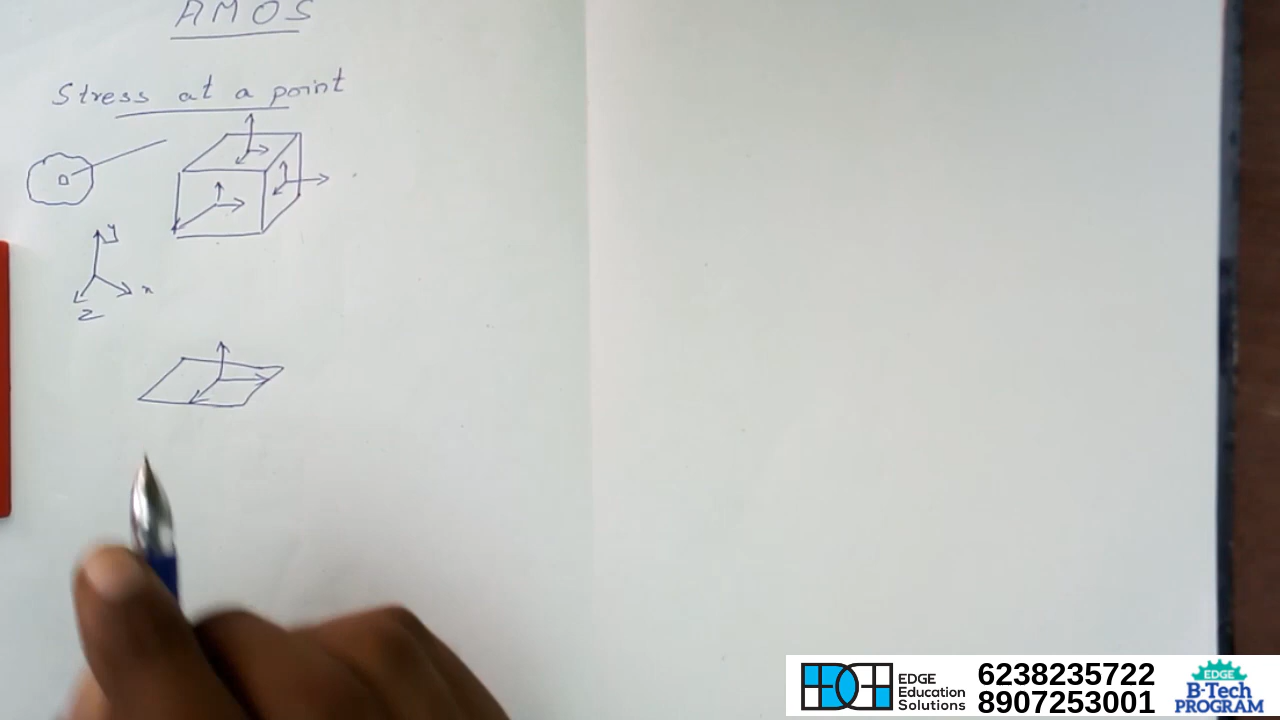 AMOS
Stress at a point
y
x
z
EDGE
Education
Solutions
6238235722
8907253001
EDGE
B-Tech
PROGRAM